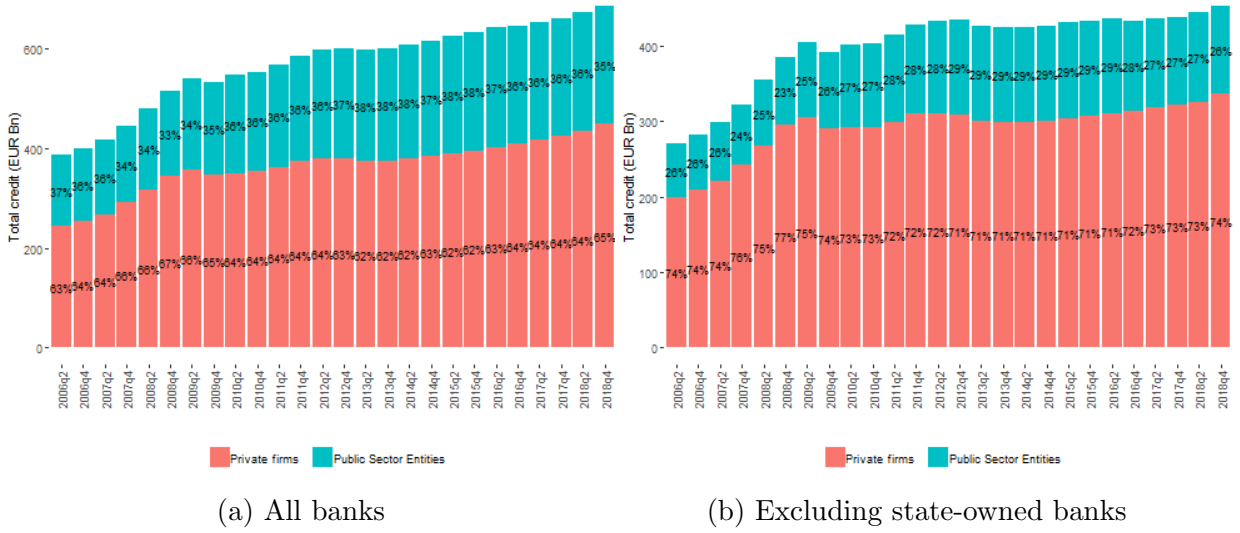 Total credit (EUR Bn)
600-
400-
200-
0-
37% 36% 36% 34% 34% 33% 34% 35% 36% 36% 36% 36% 36% 37% 38% 38% 38% 37% 38% 38% 37% 36% 36% 36% 36% 35%
63% 64% 64% 66% 66% 67% 66% 65% 64% 64% 64% 64% 64% 63% 62% 62% 62% 63% 62% 62% 63% 64% 64% 64% 64% 65%
2006q2- 2006q4- 2007q2- 2007q4- 2008q2- 2008q4- 2009q2- 2009q4- 2010q2- 2010q4- 2011q2- 2011q4- 2012q2- 2012q4- 2013q2- 2013q4- 2014q2- 2014q4- 2015q2- 2015q4- 2016q2- 2016q4- 2017q2- 2017q4- 2018q2- 2018q4-
Private firms Public Sector Entities
(a) All banks
Total credit (EUR Bn)
400-
300-
200-
100-
0-
26% 26% 26% 24% 25% 23% 25% 26% 27% 27% 28% 28% 28% 29% 29% 29% 29% 29% 29% 29% 29% 28% 27% 27% 27% 26%
74% 74% 74% 76% 75% 77% 75% 74% 73% 73% 72% 72% 72% 71% 71% 71% 71% 71% 71% 71% 71% 72% 73% 73% 73% 74%
2006q2- 2006q4- 2007q2- 2007q4- 2008q2- 2008q4- 2009q2- 2009q4- 2010q2- 2010q4- 2011q2- 2011q4- 2012q2- 2012q4- 2013q2- 2013q4- 2014q2- 2014q4- 2015q2- 2015q4- 2016q2- 2016q4- 2017q2- 2017q4- 2018q2- 2018q4-
Private firms Public Sector Entities
(b) Excluding state-owned banks